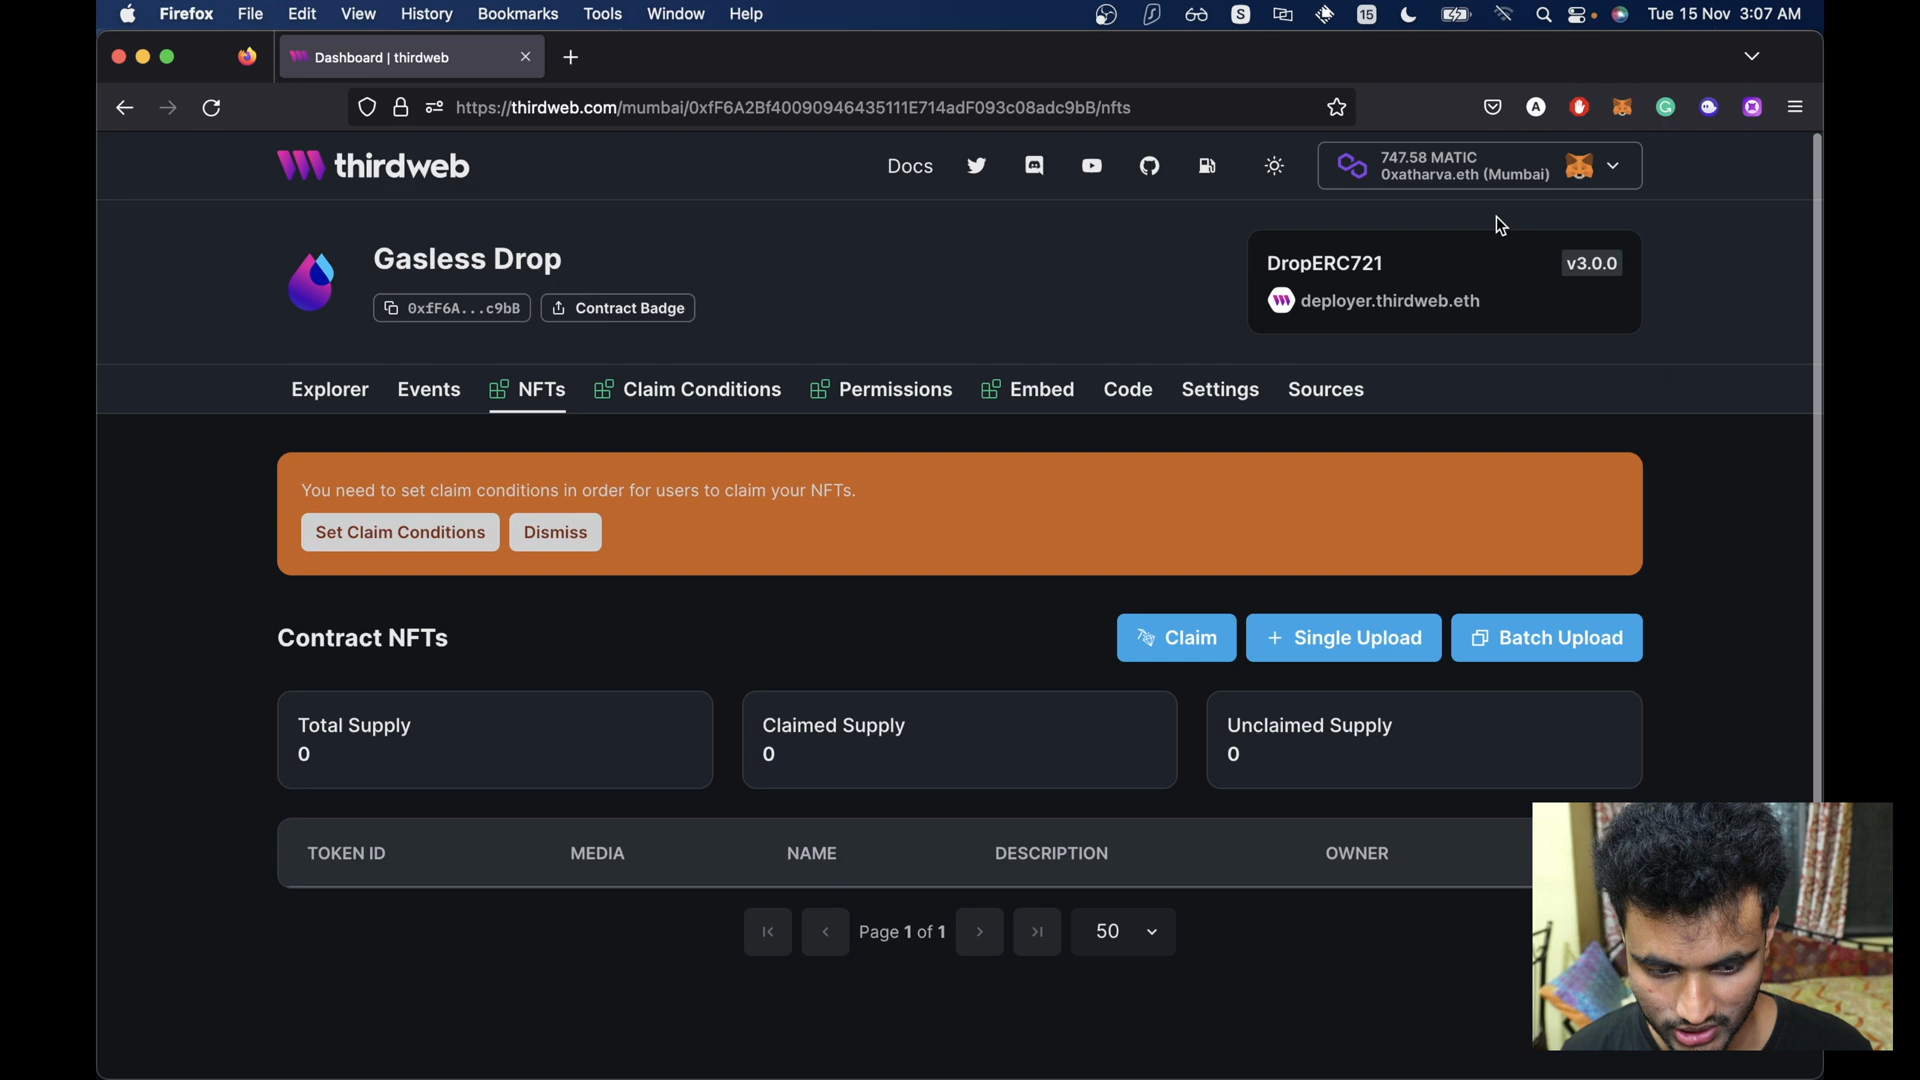 Firefox File Edit View History Bookmarks Tools Window Help
S 15 Tue 15 Nov 3:07 AM
Dashboard | thirdweb
https://thirdweb.com/mumbai/0xfF6A2Bf40090946435111E714adF093c08adc9bB/nfts
A
thirdweb
Docs
747.58 MATIC
0xatharva.eth (Mumbai)
Gasless Drop
0xfF6A...c9bB
Contract Badge
DropERC721
v3.0.0
deployer.thirdweb.eth
Explorer Events NFTs Claim Conditions Permissions Embed Code Settings Sources
You need to set claim conditions in order for users to claim your NFTs.
Set Claim Conditions Dismiss
Contract NFTs
Claim
+ Single Upload
Batch Upload
Total Supply
0
Claimed Supply
0
Unclaimed Supply
0
TOKEN ID MEDIA NAME DESCRIPTION OWNER
Page 1 of 1
50